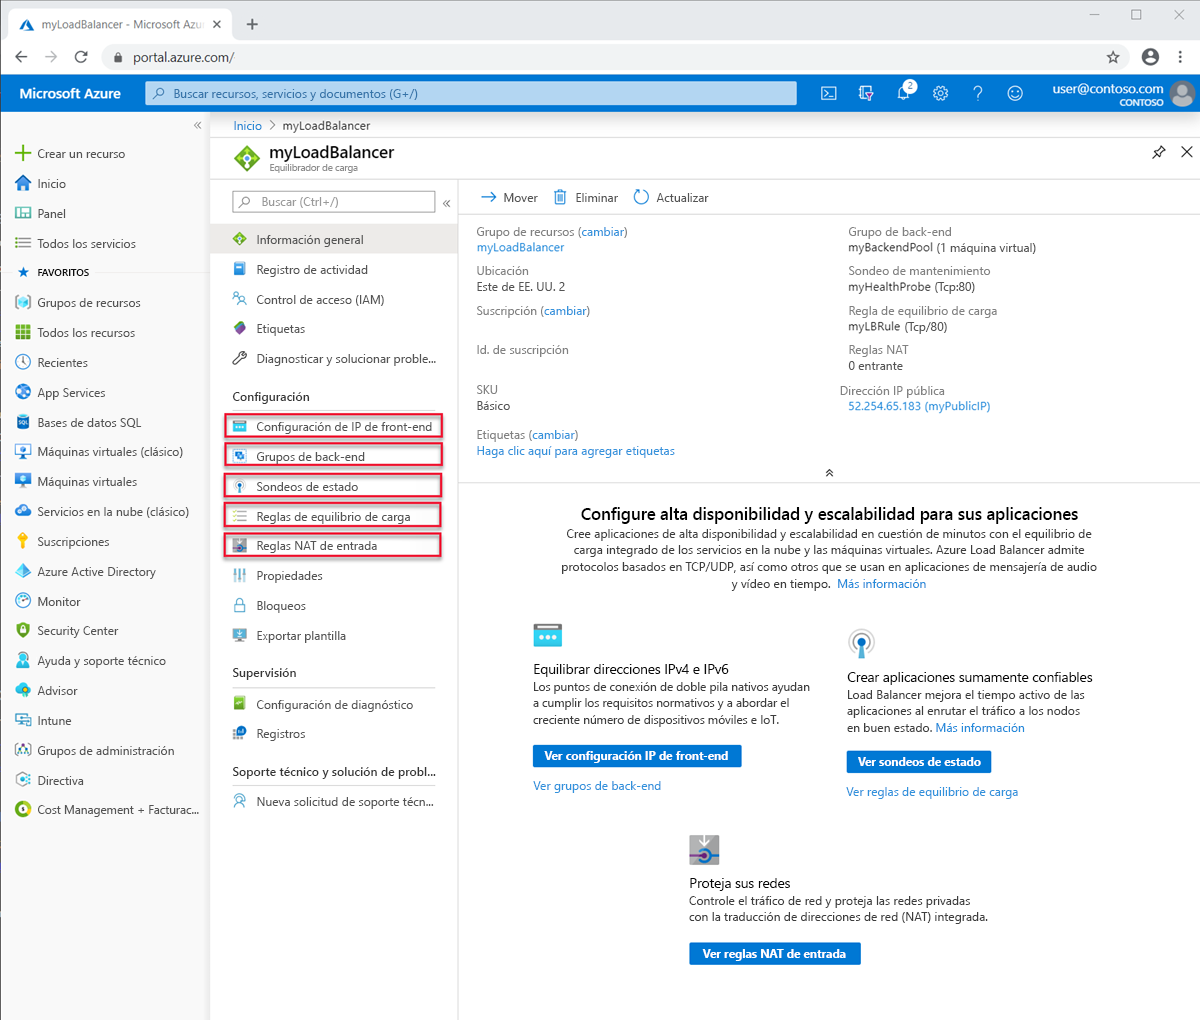 myLoadBalancer - Microsoft Azu
portal.azure.com/
Microsoft Azure
Buscar recursos, servicios y documentos (G+/)
2
user@contoso.com
CONTOSO
Crear un recurso
Inicio
Panel
Todos los servicios
FAVORITOS
Grupos de recursos
Todos los recursos
Recientes
App Services
Bases de datos SQL
Máquinas virtuales (clásico)
Máquinas virtuales
Servicios en la nube (clásico)
Suscripciones
Azure Active Directory
Monitor
Security Center
Ayuda y soporte técnico
Advisor
Intune
Grupos de administración
Directiva
Cost Management + Facturac...
Inicio > myLoadBalancer
myLoadBalancer
Equilibrador de carga
Buscar (Ctrl+/)
Información general
Registro de actividad
Control de acceso (IAM)
Etiquetas
Diagnosticar y solucionar proble...
Configuración
Configuración de IP de front-end
Grupos de back-end
Sondeos de estado
Reglas de equilibrio de carga
Reglas NAT de entrada
Propiedades
Bloqueos
Exportar plantilla
Supervisión
Configuración de diagnóstico
Registros
Soporte técnico y solución de probl...
Nueva solicitud de soporte técn...
Mover
Eliminar
Actualizar
Grupo de recursos (cambiar)
myLoadBalancer
Ubicación
Este de EE. UU. 2
Suscripción (cambiar)
Id. de suscripción
SKU
Básico
Etiquetas (cambiar)
Haga clic aquí para agregar etiquetas
Grupo de back-end
myBackendPool (1 máquina virtual)
Sondeo de mantenimiento
myHealthProbe (Tcp:80)
Regla de equilibrio de carga
myLBRule (Tcp/80)
Reglas NAT
0 entrante
Dirección IP pública
52.254.65.183 (myPublicIP)
Configure alta disponibilidad y escalabilidad para sus aplicaciones
Cree aplicaciones de alta disponibilidad y escalabilidad en cuestión de minutos con el equilibrio de
carga integrado de los servicios en la nube y las máquinas virtuales. Azure Load Balancer admite
protocolos basados en TCP/UDP, así como otros que se usan en aplicaciones de mensajería de audio
y vídeo en tiempo. Más información
Equilibrar direcciones IPv4 e IPv6
Los puntos de conexión de doble pila nativos ayudan
a cumplir los requisitos normativos y a abordar el
creciente número de dispositivos móviles e IoT.
Ver configuración IP de front-end
Ver grupos de back-end
Crear aplicaciones sumamente confiables
Load Balancer mejora el tiempo activo de las
aplicaciones al enrutar el tráfico a los nodos
en buen estado. Más información
Ver sondeos de estado
Ver reglas de equilibrio de carga
Proteja sus redes
Controle el tráfico de red y proteja las redes privadas
con la traducción de direcciones de red (NAT) integrada.
Ver reglas NAT de entrada